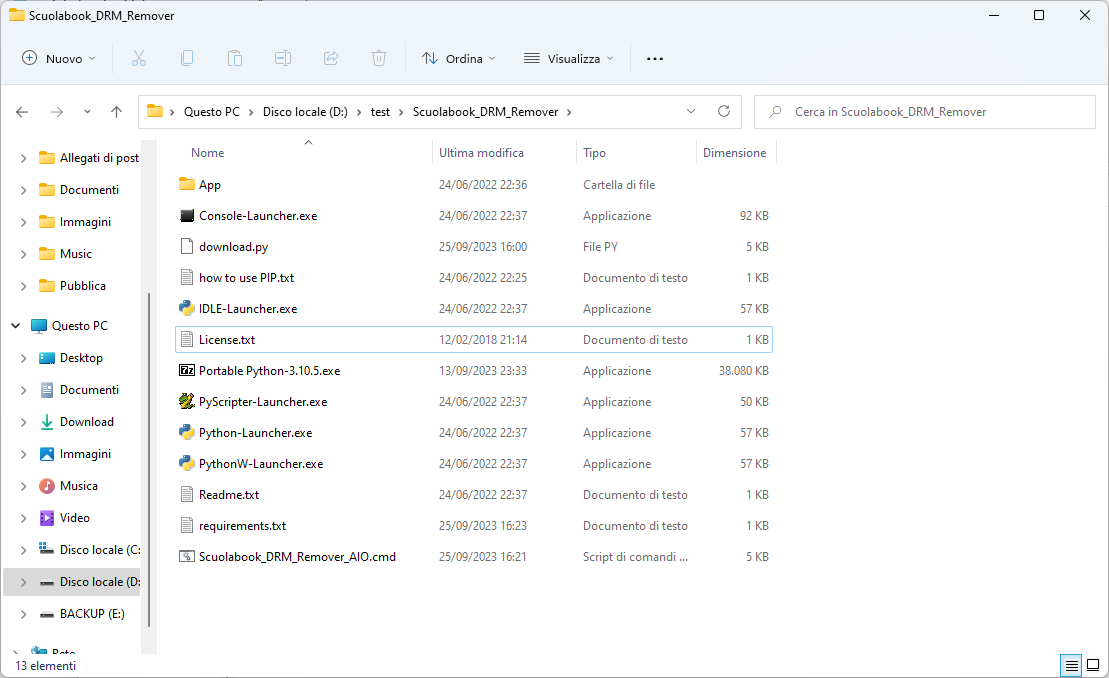 Scuolabook_DRM_Remover
Nuovo
Ordina
Visualizza
Questo PC > Disco locale (D:) > test > Scuolabook_DRM_Remover >
Cerca in Scuolabook_DRM_Remover
Allegati di post
Documenti
Immagini
Music
Pubblica
Questo PC
Desktop
Documenti
Download
Immagini
Musica
Video
Disco locale (C:
Disco locale (D:
BACKUP (E:)
Rete
Nome Ultima modifica Tipo Dimensione
App 24/06/2022 22:36 Cartella di file
Console-Launcher.exe 24/06/2022 22:37 Applicazione 92 KB
download.py 25/09/2023 16:00 File PY 5 KB
how to use PIP.txt 24/06/2022 22:25 Documento di testo 1 KB
IDLE-Launcher.exe 24/06/2022 22:37 Applicazione 57 KB
License.txt 12/02/2018 21:14 Documento di testo 1 KB
Portable Python-3.10.5.exe 13/09/2023 23:33 Applicazione 38.080 KB
PyScripter-Launcher.exe 24/06/2022 22:37 Applicazione 50 KB
Python-Launcher.exe 24/06/2022 22:37 Applicazione 57 KB
PythonW-Launcher.exe 24/06/2022 22:37 Applicazione 57 KB
Readme.txt 24/06/2022 22:37 Documento di testo 1 KB
requirements.txt 25/09/2023 16:23 Documento di testo 1 KB
Scuolabook_DRM_Remover_AIO.cmd 25/09/2023 16:21 Script di comandi ... 5 KB
13 elementi